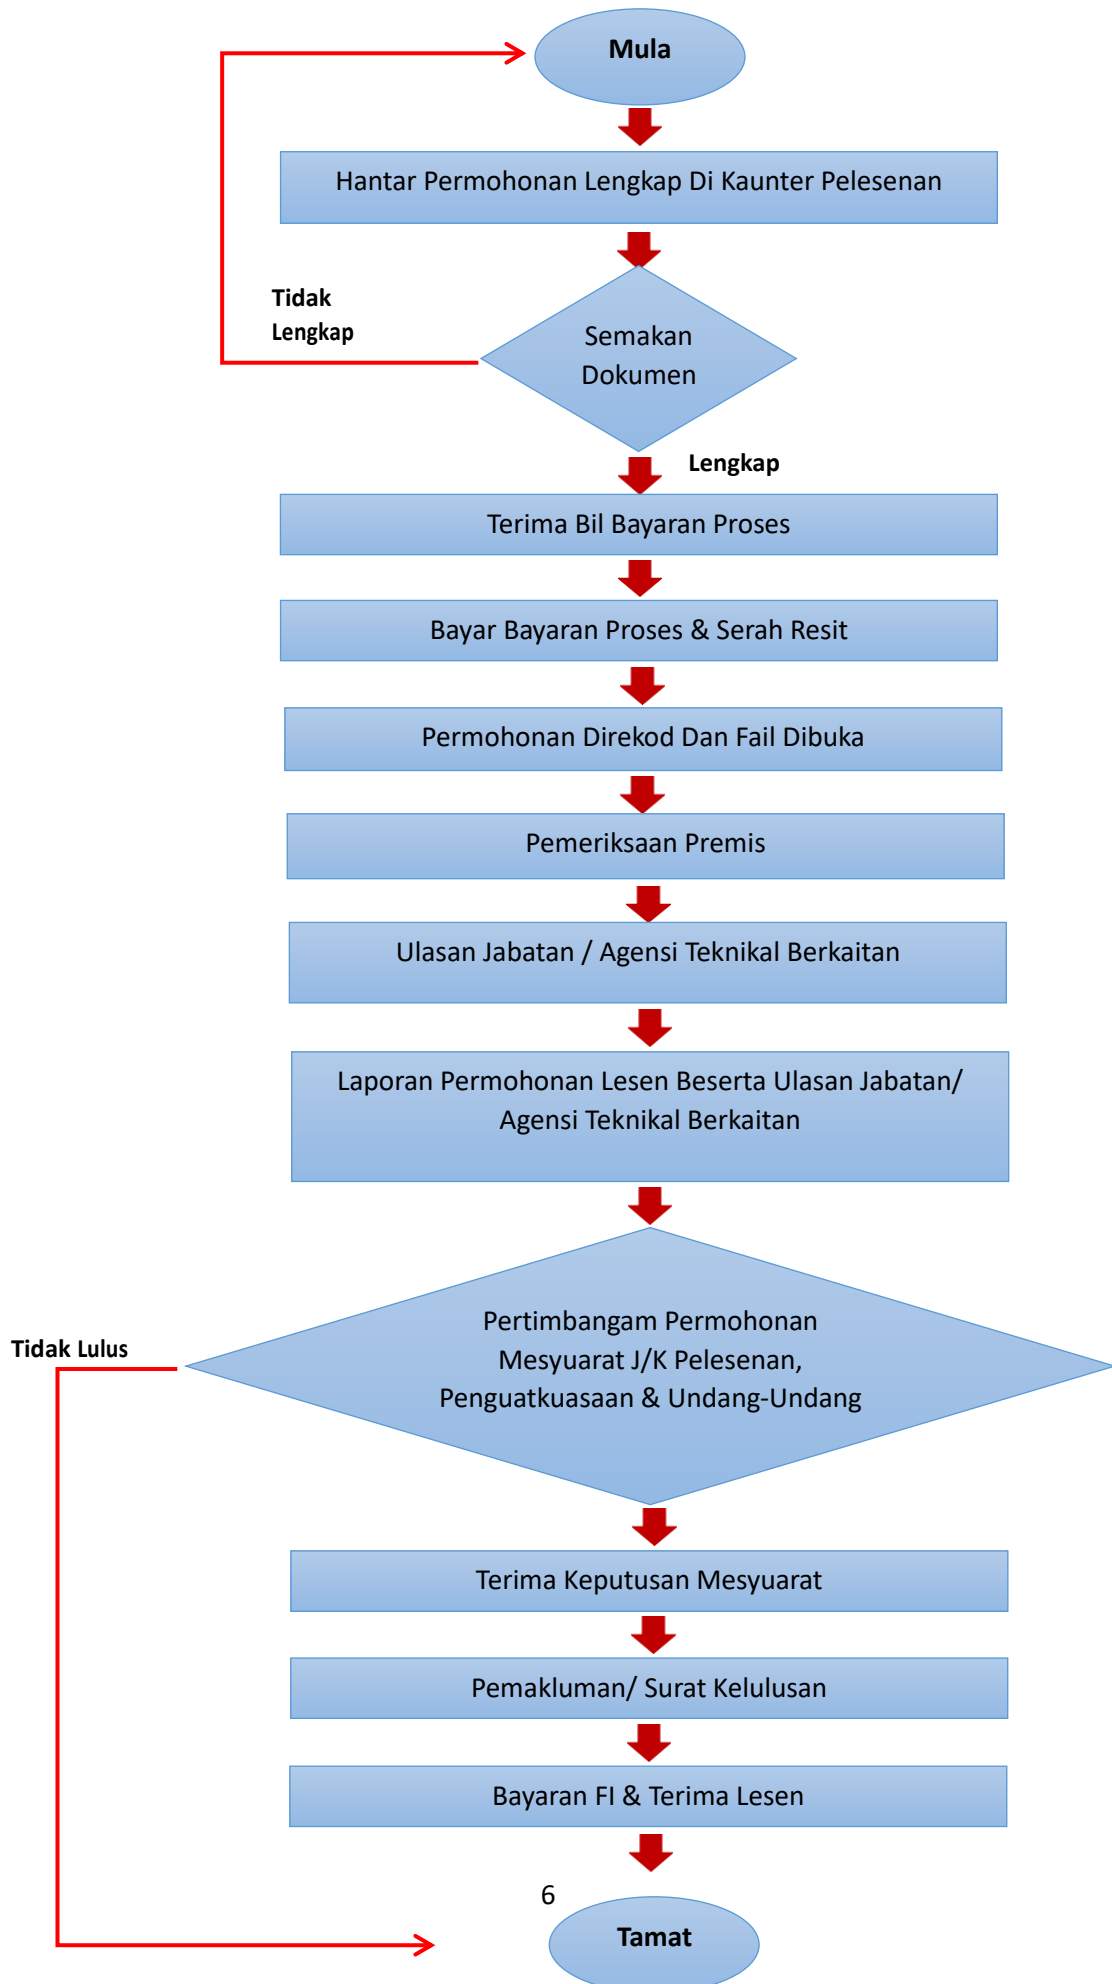 Mula
Hantar Permohonan Lengkap Di Kaunter Pelesenan
Tidak
Lengkap
Semakan
Dokumen
Lengkap
Terima Bil Bayaran Proses
Bayar Bayaran Proses & Serah Resit
Permohonan Direkod Dan Fail Dibuka
Pemeriksaan Premis
Ulasan Jabatan / Agensi Teknikal Berkaitan
Laporan Permohonan Lesen Beserta Ulasan Jabatan/
Agensi Teknikal Berkaitan
Tidak Lulus
Pertimbangam Permohonan
Mesyuarat J/K Pelesenan,
Penguatkuasaan & Undang-Undang
Terima Keputusan Mesyuarat
Pemakluman/ Surat Kelulusan
Bayaran FI & Terima Lesen
6
Tamat